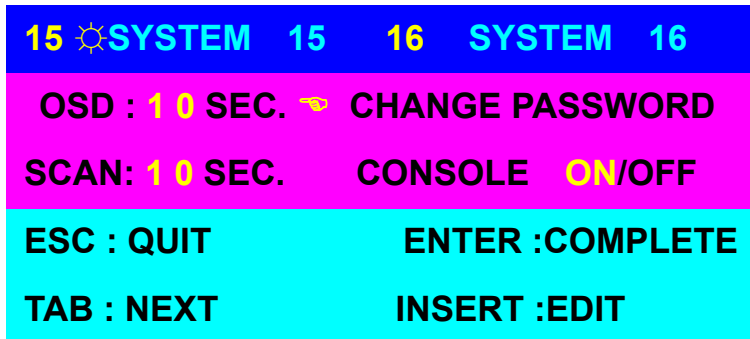 15 ☼SYSTEM 15 16 SYSTEM 16
OSD : 1 0 SEC. ☜ CHANGE PASSWORD
SCAN: 1 0 SEC. CONSOLE ON/OFF
ESC : QUIT ENTER :COMPLETE
TAB : NEXT INSERT :EDIT